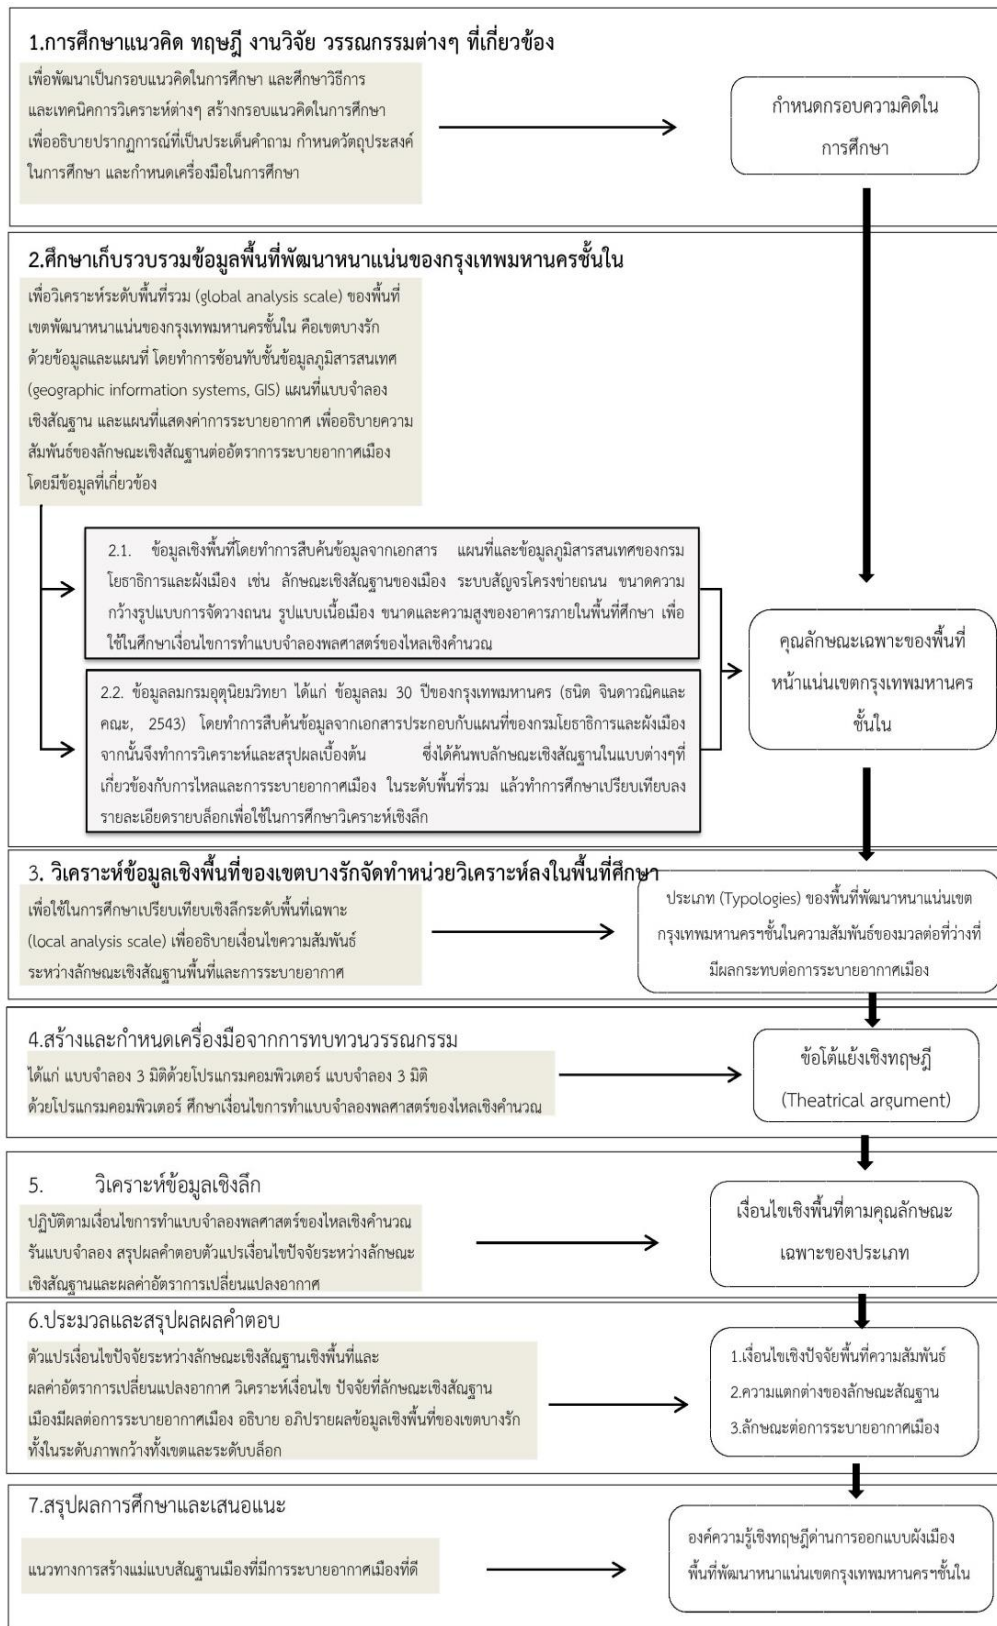 1.การศึกษาแนวคิด ทฤษฎี งานวิจัย วรรณกรรมต่างๆ ที่เกี่ยวข้อง
เพื่อพัฒนาเป็นกรอบแนวคิดในการศึกษา และศึกษาวิธีการ
และเทคนิคการวิเคราะห์ต่างๆ สร้างกรอบแนวคิดในการศึกษา
เพื่ออธิบายปรากฏการณ์ที่เป็นประเด็นคำถาม กำหนดวัตถุประสงค์
ในการศึกษา และกำหนดเครื่องมือในการศึกษา
กำหนดกรอบความคิดใน
การศึกษา
2.ศึกษาเก็บรวบรวมข้อมูลพื้นที่พัฒนาหนาแน่นของกรุงเทพมหานครชั้นใน
เพื่อวิเคราะห์ระดับพื้นที่รวม (global analysis scale) ของพื้นที่
เขตพัฒนาหนาแน่นของกรุงเทพมหานครชั้นใน คือเขตบางรัก
ด้วยข้อมูลและแผนที่ โดยทำการซ้อนทับชั้นข้อมูลภูมิสารสนเทศ
(geographic information systems, GIS) แผนที่แบบจำลอง
เชิงสัณฐาน และแผนที่แสดงค่าการระบายอากาศ เพื่ออธิบายความ
สัมพันธ์ของลักษณะเชิงสัณฐานต่ออัตราการระบายอากาศเมือง
โดยมีข้อมูลที่เกี่ยวข้อง
2.1. ข้อมูลเชิงพื้นที่โดยทำการสืบค้นข้อมูลจากเอกสาร แผนที่และข้อมูลภูมิสารสนเทศของกรม
โยธาธิการและผังเมือง เช่น ลักษณะเชิงสัณฐานของเมือง ระบบสัญจรโครงข่ายถนน ขนาดความ
กว้างรูปแบบการจัดวางถนน รูปแบบเนื้อเมือง ขนาดและความสูงของอาคารภายในพื้นที่ศึกษา เพื่อ
ใช้ในศึกษาเงื่อนไขการทำแบบจำลองพลศาสตร์ของไหลเชิงคำนวณ
2.2. ข้อมูลลมกรมอุตุนิยมวิทยา ได้แก่ ข้อมูลลม 30 ปีของกรุงเทพมหานคร (ธนิต จินดาวณิคและ
คณะ, 2543) โดยทำการสืบค้นข้อมูลจากเอกสารประกอบกับแผนที่ของกรมโยธาธิการและผังเมือง
จากนั้นจึงทำการวิเคราะห์และสรุปผลเบื้องต้น ซึ่งได้ค้นพบลักษณะเชิงสัณฐานในแบบต่างๆที่
เกี่ยวข้องกับการไหลและการระบายอากาศเมือง ในระดับพื้นที่รวม แล้วทำการศึกษาเปรียบเทียบลง
รายละเอียดรายบล็อกเพื่อใช้ในการศึกษาวิเคราะห์เชิงลึก
คุณลักษณะเฉพาะของพื้นที่
หน้าแน่นเขตกรุงเทพมหานคร
ชั้นใน
3. วิเคราะห์ข้อมูลเชิงพื้นที่ของเขตบางรักจัดทำหน่วยวิเคราะห์ลงในพื้นที่ศึกษา
เพื่อใช้ในการศึกษาเปรียบเทียบเชิงลึกระดับพื้นที่เฉพาะ
(local analysis scale) เพื่ออธิบายเงื่อนไขความสัมพันธ์
ระหว่างลักษณะเชิงสัณฐานพื้นที่และการระบายอากาศ
ประเภท (Typologies) ของพื้นที่พัฒนาหนาแน่นเขต
กรุงเทพมหานครฯชั้นในความสัมพันธ์ของมวลต่อที่ว่างที่
มีผลกระทบต่อการระบายอากาศเมือง
4.สร้างและกำหนดเครื่องมือจากการทบทวนวรรณกรรม
ได้แก่ แบบจำลอง 3 มิติด้วยโปรแกรมคอมพิวเตอร์ แบบจำลอง 3 มิติ
ด้วยโปรแกรมคอมพิวเตอร์ ศึกษาเงื่อนไขการทำแบบจำลองพลศาสตร์ของไหลเชิงคำนวณ
ข้อโต้แย้งเชิงทฤษฎี
(Theatrical argument)
5. วิเคราะห์ข้อมูลเชิงลึก
ปฏิบัติตามเงื่อนไขการทำแบบจำลองพลศาสตร์ของไหลเชิงคำนวณ
รันแบบจำลอง สรุปผลคำตอบตัวแปรเงื่อนไขปัจจัยระหว่างลักษณะ
เชิงสัณฐานและผลค่าอัตราการเปลี่ยนแปลงอากาศ
เงื่อนไขเชิงพื้นที่ตามคุณลักษณะ
เฉพาะของประเภท
6.ประมวลและสรุปผลผลคำตอบ
ตัวแปรเงื่อนไขปัจจัยระหว่างลักษณะเชิงสัณฐานเชิงพื้นที่และ
ผลค่าอัตราการเปลี่ยนแปลงอากาศ วิเคราะห์เงื่อนไข ปัจจัยที่ลักษณะเชิงสัณฐาน
เมืองมีผลต่อการระบายอากาศเมือง อธิบาย อภิปรายผลข้อมูลเชิงพื้นที่ของเขตบางรัก
ทั้งในระดับภาพกว้างทั้งเขตและระดับบล็อก
1.เงื่อนไขเชิงปัจจัยพื้นที่ความสัมพันธ์
2.ความแตกต่างของลักษณะสัณฐาน
3.ลักษณะต่อการระบายอากาศเมือง
7.สรุปผลการศึกษาและเสนอแนะ
แนวทางการสร้างแม่แบบสัณฐานเมืองที่มีการระบายอากาศเมืองที่ดี
องค์ความรู้เชิงทฤษฎีด้านการออกแบบผังเมือง
พื้นที่พัฒนาหนาแน่นเขตกรุงเทพมหานครฯชั้นใน